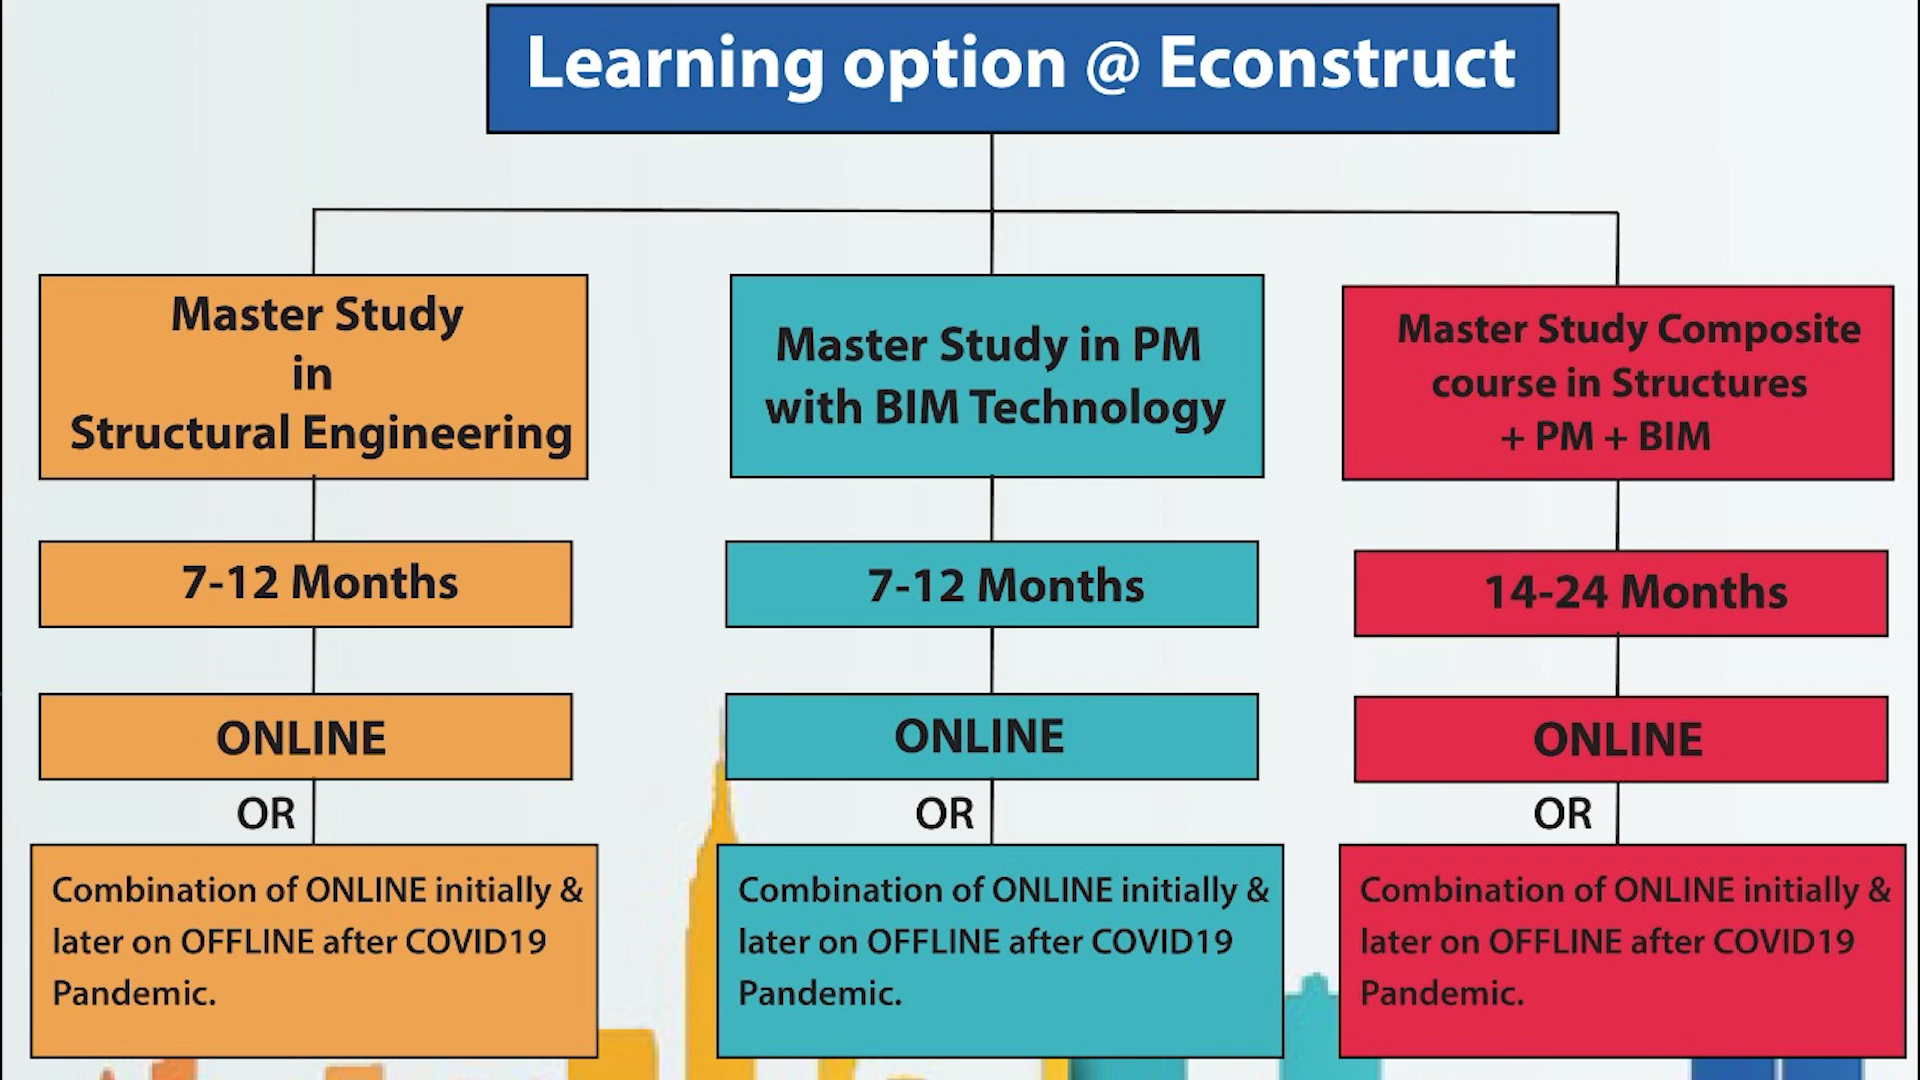 Learning option @ Econstruct
Master Study
in
Structural Engineering
7-12 Months
ONLINE
OR
Combination of ONLINE initially &
later on OFFLINE after COVID19
Pandemic.
Master Study in PM
with BIM Technology
7-12 Months
ONLINE
OR
Combination of ONLINE initially &
later on OFFLINE after COVID19
Pandemic.
Master Study Composite
course in Structures
+ PM + BIM
14-24 Months
ONLINE
OR
Combination of ONLINE initially &
later on OFFLINE after COVID19
Pandemic.